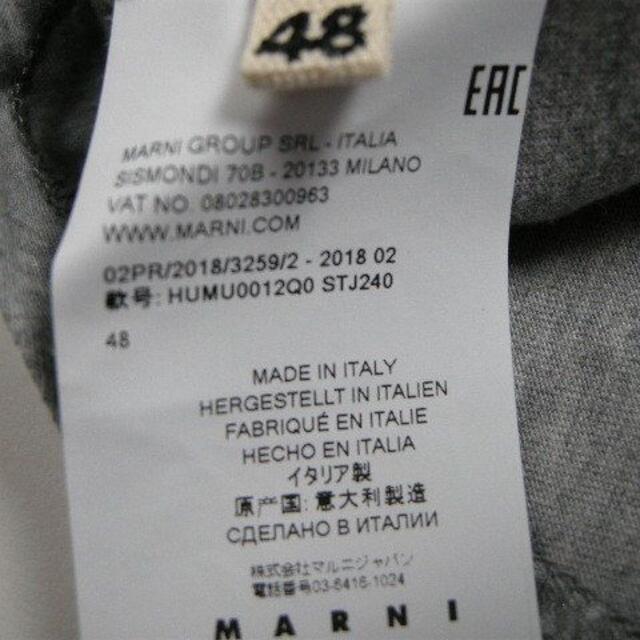 48
EAC
MARNI GROUP SRL - ITALIA
SISMONDI 70B - 20133 MILANO
VAT NO. 08028300963
WWW.MARNI.COM
02PR/2018/3259/2 - 2018 02
款号: HUMU0012Q0 STJ240
48
MADE IN ITALY
HERGESTELLT IN ITALIEN
FABRIQUÉ EN ITALIE
HECHO EN ITALIA
イタリア製
原产国: 意大利製造
СДЕЛАНО В ИТАЛИИ
株式会社マルニジャパン
電話番号03-5416-1024
MARNI